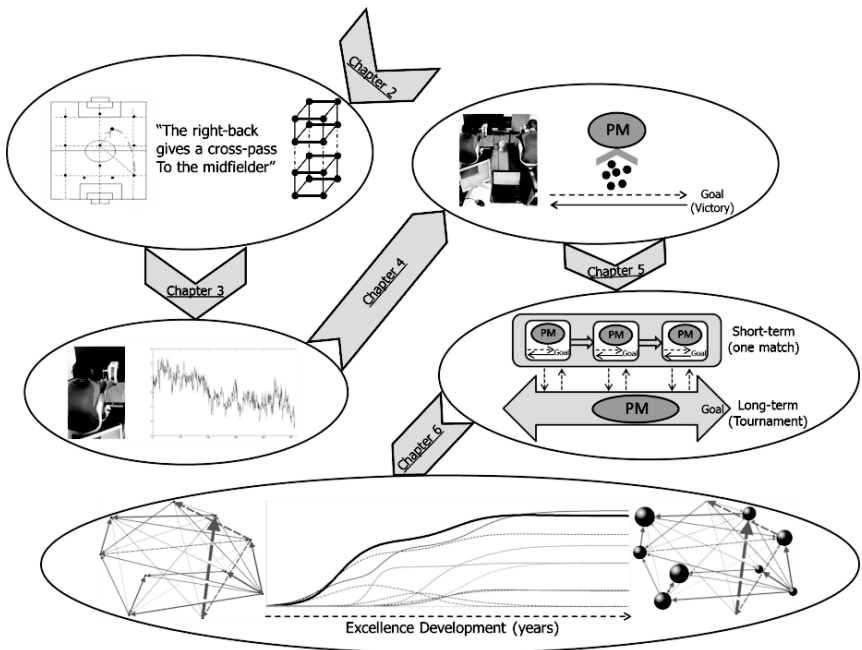 Chapter 2
"The right-back
gives a cross-pass
To the midfielder"
Chapter 3
Chapter 4
PM
Goal
(Victory)
Chapter 5
PM
PM
PM
Goal
Goal
Goal
Short-term
(one match)
PM
Goal
Long-term
(Tournament)
Chapter 6
Excellence Development (years)